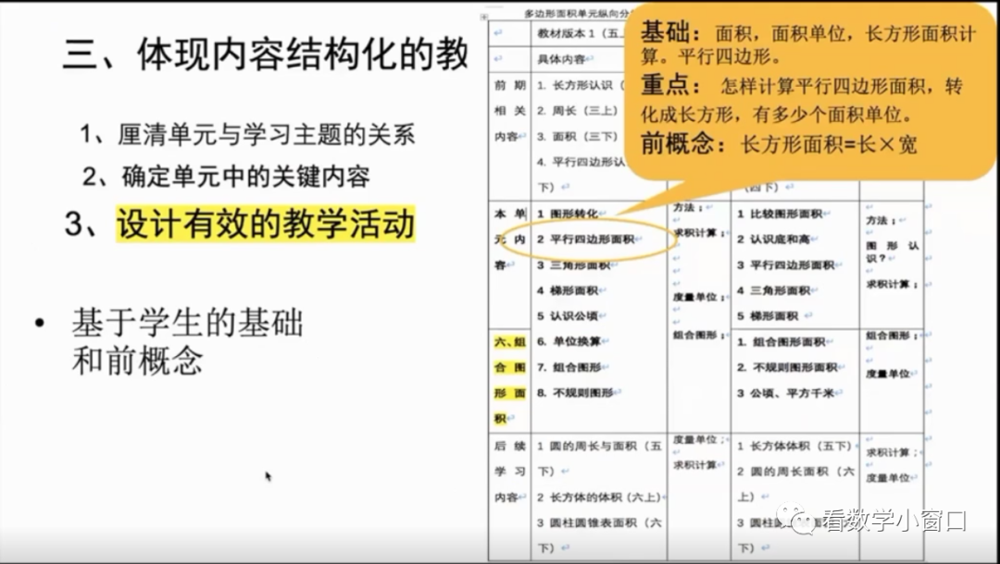 三、体现内容结构化的教
1、厘清单元与学习主题的关系
2、确定单元中的关键内容
3、设计有效的教学活动
• 基于学生的基础
和前概念
多边形面积单元纵向分
基础：面积，面积单位，长方形面积计
算。平行四边形。
重点：怎样计算平行四边形面积，转
化成长方形，有多少个面积单位。
前概念：长方形面积=长×宽
教材版本1（五上
具体内容
前期
相关
内容
1. 长方形认识（
2. 周长（三上）
3. 面积（三下）
4. 平行四边形认
下）
（四下）
本单
元内
容
1 图形转化
2 平行四边形面积
3 三角形面积
4 梯形面积
5 认识公顷
方法；
求积计算；
度量单位；
组合图形；
1 比较图形面积
2 认识底和高
3 平行四边形面积
4 三角形面积
5 梯形面积
方法；
图形认
识？
求积计算；
六、组
合图
形面
积
6. 单位换算
7. 组合图形
8. 不规则图形
1. 组合图形面积
2. 不规则图形面积
3 公顷、平方千米
组合图形；
度量单位
后续
学习
内容
1 圆的周长与面积（五
下）
2 长方体的体积（六上）
3 圆柱圆锥表面积（六
下）
度量单位；
求积计算
1 长方体体积（五下）
2 圆的周长面积（六
上）
3 圆柱圆
下）
求积计算；
度量单位
看数学小窗口